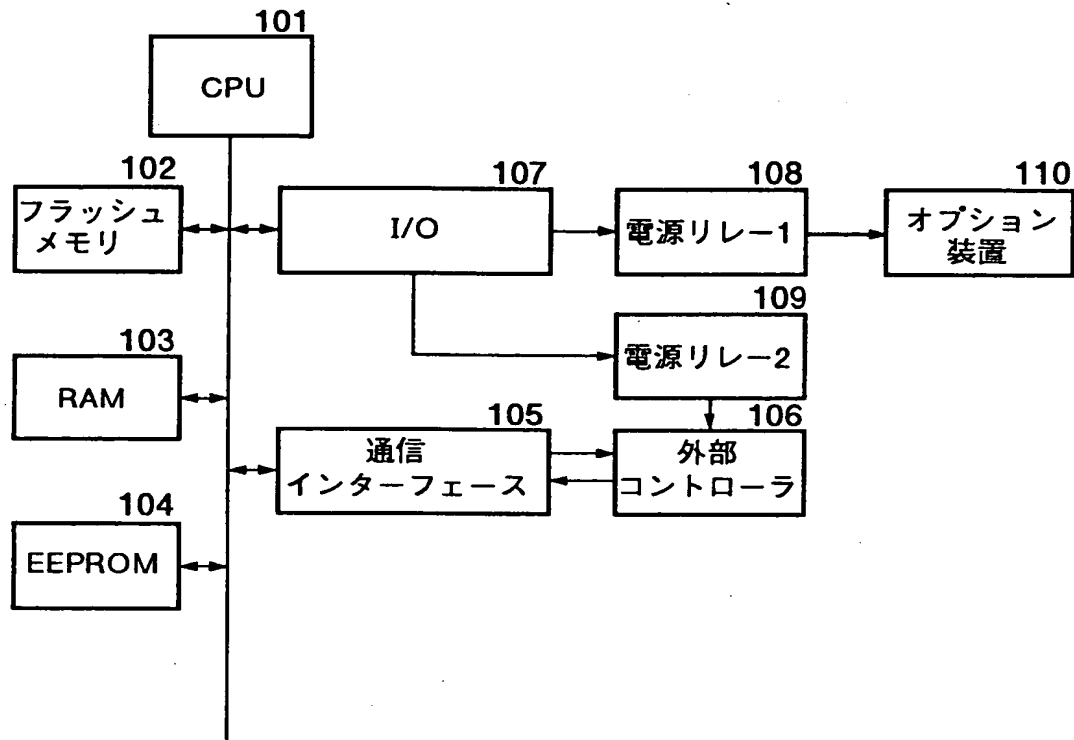 101
CPU
102
フラッシュ
メモリ
107
I/O
108
電源リレー1
110
オプション
装置
109
電源リレー2
103
RAM
105
通信
インターフェース
106
外部
コントローラ
104
EEPROM